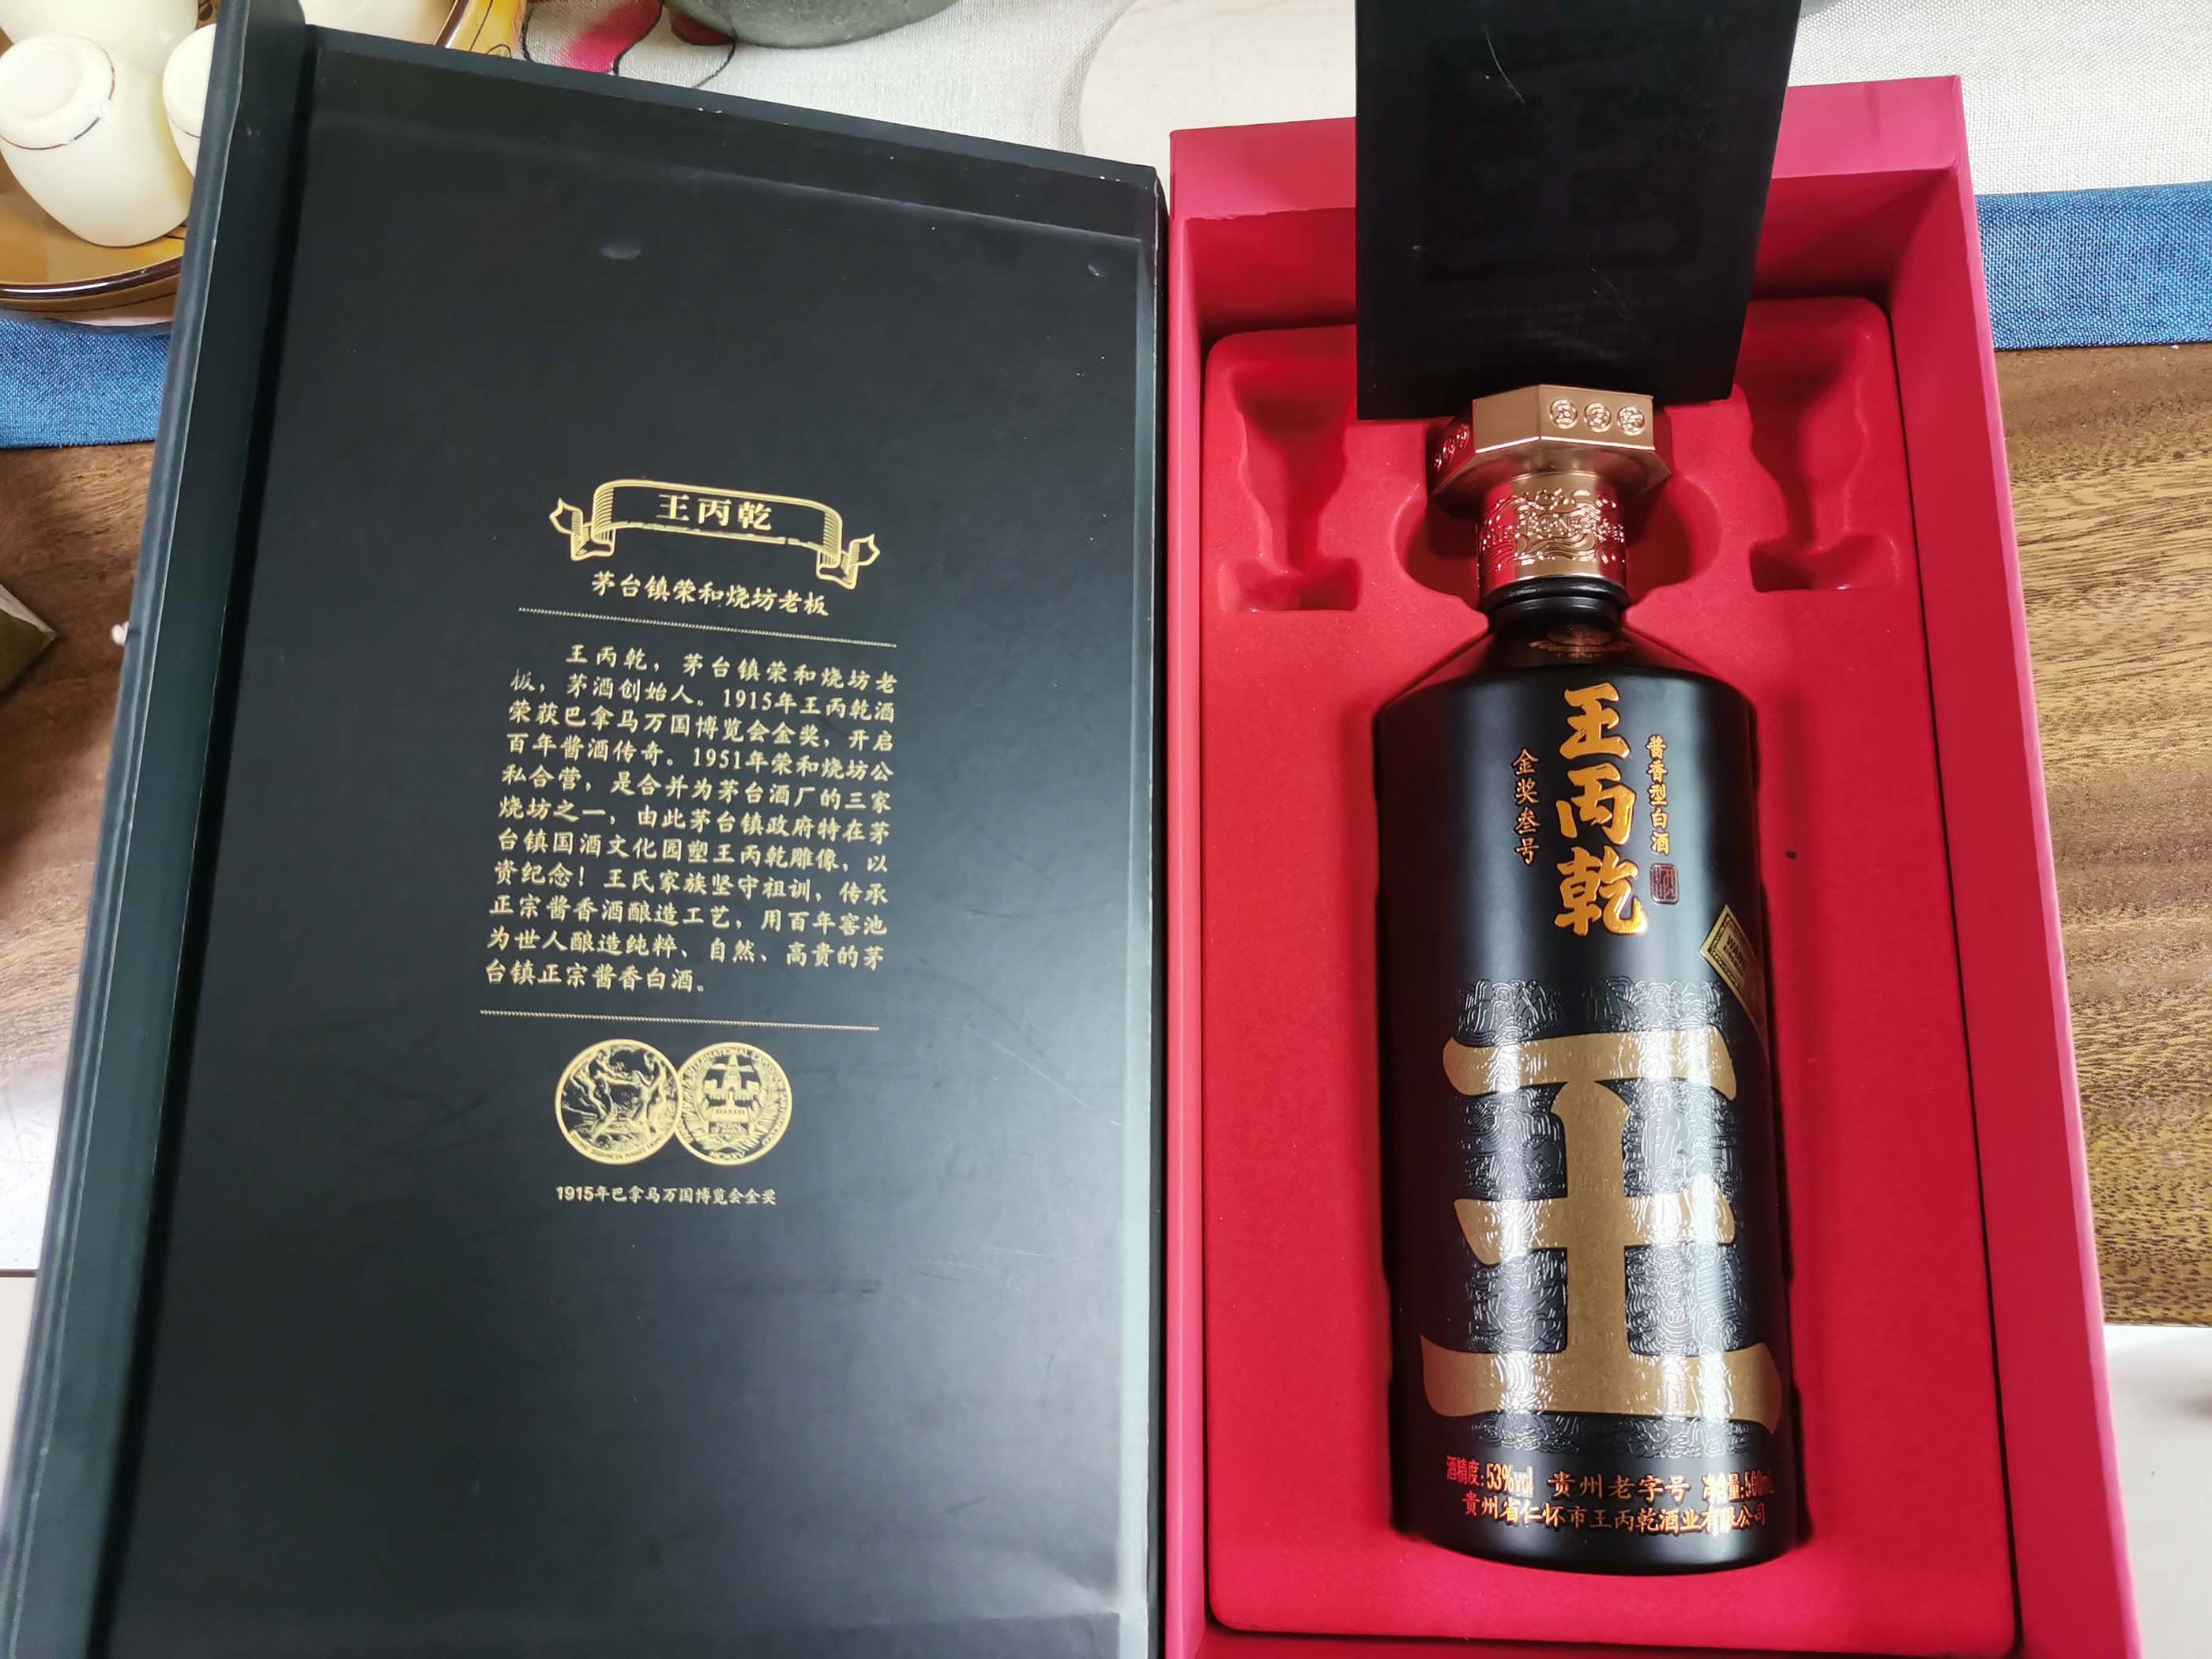 王丙乾
茅台镇荣和烧坊老板
王丙乾，茅台镇荣和烧坊老
板，茅酒创始人。1915年王丙乾酒
荣获巴拿马万国博览会金奖，开启
百年酱酒传奇。1951年荣和烧坊公
私合营，是合并为茅台酒厂的三家
烧坊之一，由此茅台镇政府特在茅
台镇国酒文化园塑王丙乾雕像，以
资纪念！王氏家族坚守祖训，传承
正宗酱香酒酿造工艺，用百年窖池
为世人酿造纯粹、自然、高贵的茅
台镇正宗酱香白酒。
MCMXV
1915年巴拿马万国博览会金奖
酱香型白酒
王丙乾
金奖叁号
酒
王
酒精度:53%vol 贵州老字号 净含量:500mL
贵州省仁怀市王丙乾酒业有限公司